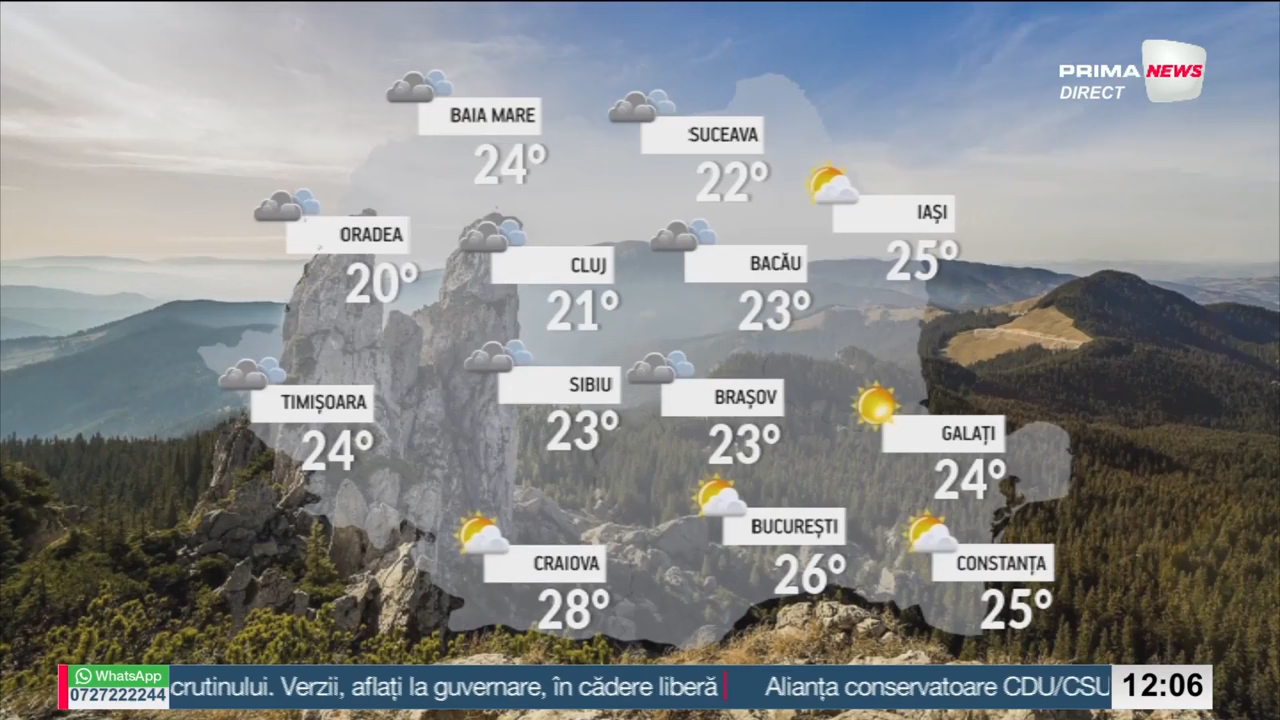 PRIMA NEWS
DIRECT
BAIA MARE
24°
SUCEAVA
22°
IAȘI
25°
ORADEA
20°
CLUJ
21°
BACĂU
23°
TIMIȘOARA
24°
SIBIU
23°
BRAȘOV
23°
GALAȚI
24°
CRAIOVA
28°
BUCUREȘTI
26°
CONSTANȚA
25°
WhatsApp
0727222244
crutinului. Verzii, aflați la guvernare, în cădere liberă
Alianța conservatoare CDU/CSU
12:06